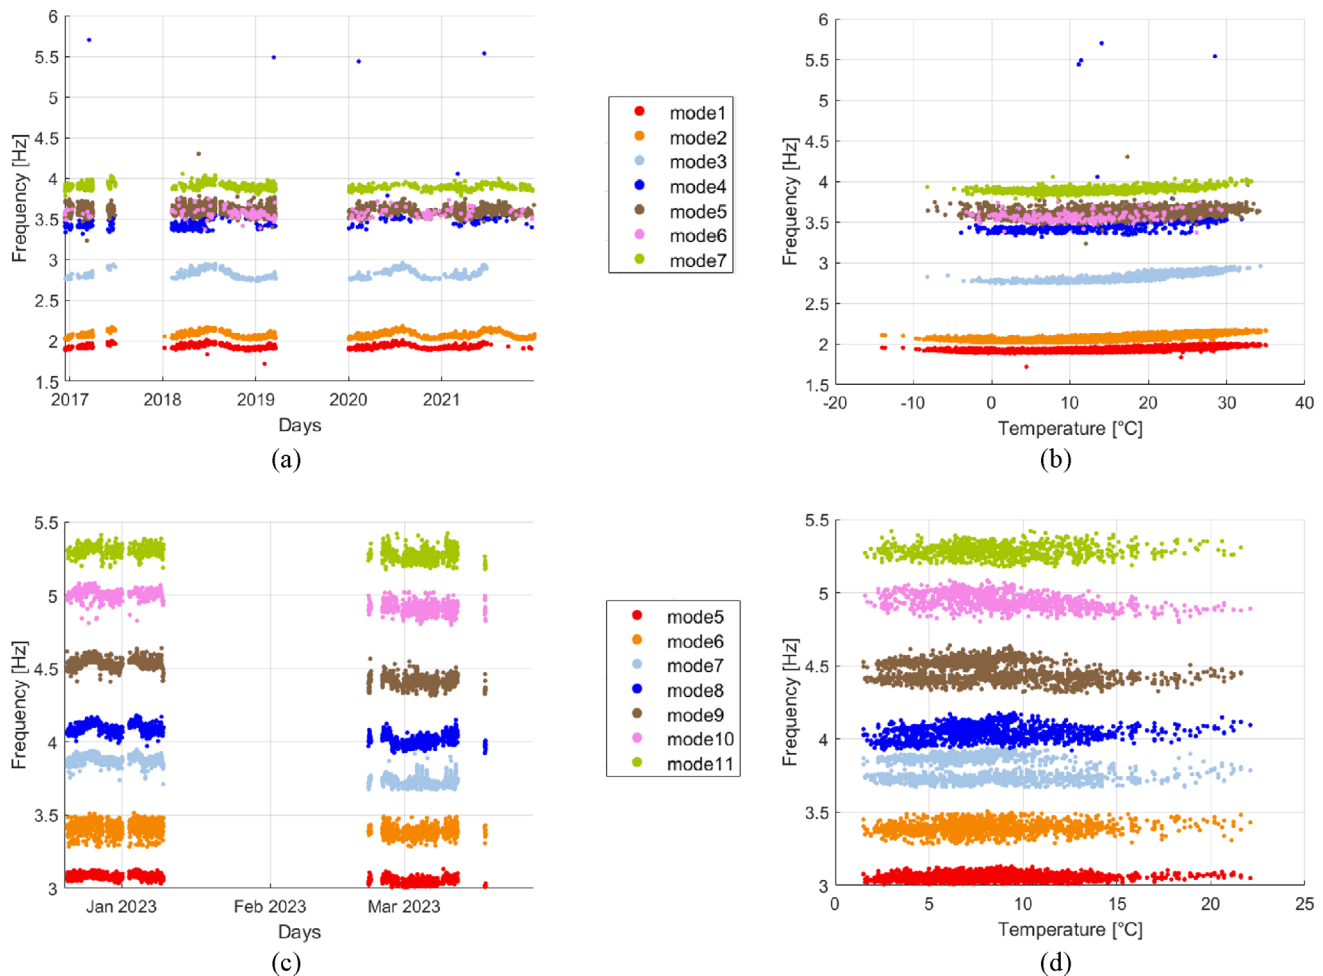 6
5.5
5
4.5
4
3.5
3
2.5
2
1.5
Frequency [Hz]
2017 2018 2019 2020 2021
Days
(a)
mode1
mode2
mode3
mode4
mode5
mode6
mode7
6
5.5
5
4.5
4
3.5
3
2.5
2
1.5
Frequency [Hz]
-20 -10 0 10 20 30 40
Temperature [°C]
(b)
5.5
5
4.5
4
3.5
3
Frequency [Hz]
Jan 2023 Feb 2023 Mar 2023
Days
(c)
mode5
mode6
mode7
mode8
mode9
mode10
mode11
5.5
5
4.5
4
3.5
3
Frequency [Hz]
0 5 10 15 20 25
Temperature [°C]
(d)